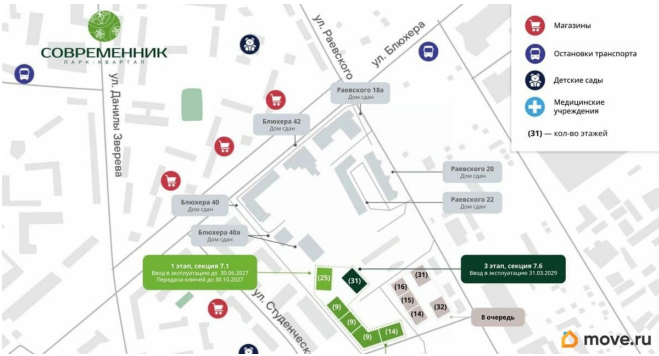 СОВРЕМЕННИК
ПАРК-КВАРТАЛ
Магазины
Остановки транспорта
Детские сады
Медицинские
учреждения
(31) — кол-во этажей
ул. Раевского
ул. Блюхера
ул. Данилы Зверева
Раевского 18а
Дом сдан
Блюхера 42
Дом сдан
Раевского 20
Дом сдан
Блюхера 40
Дом сдан
Раевского 22
Дом сдан
Блюхера 40а
Дом сдан
1 этап, секция 7.1
Ввод в эксплуатацию до 30.06.2027
Передача ключей до 30.10.2027
3 этап, секция 7.6
Ввод в эксплуатацию 31.03.2029
(25)
(31)
(31)
(16)
(15)
(14)
(32)
8 очередь
(9)
(9)
(9)
(14)
ул. Студенческ
move.ru